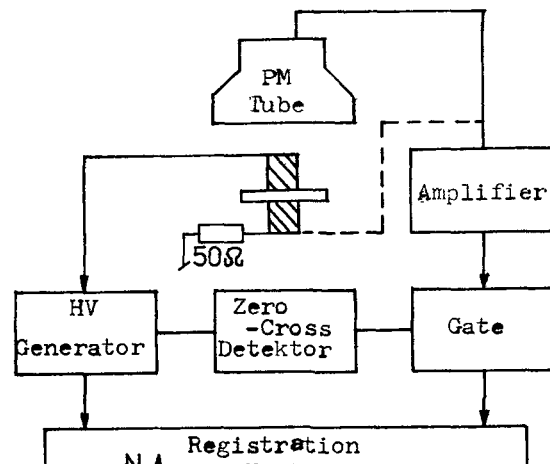 PM
Tube
Amplifier
50Ω
HV
Generator
Zero
-Cross
Detektor
Gate
Registration